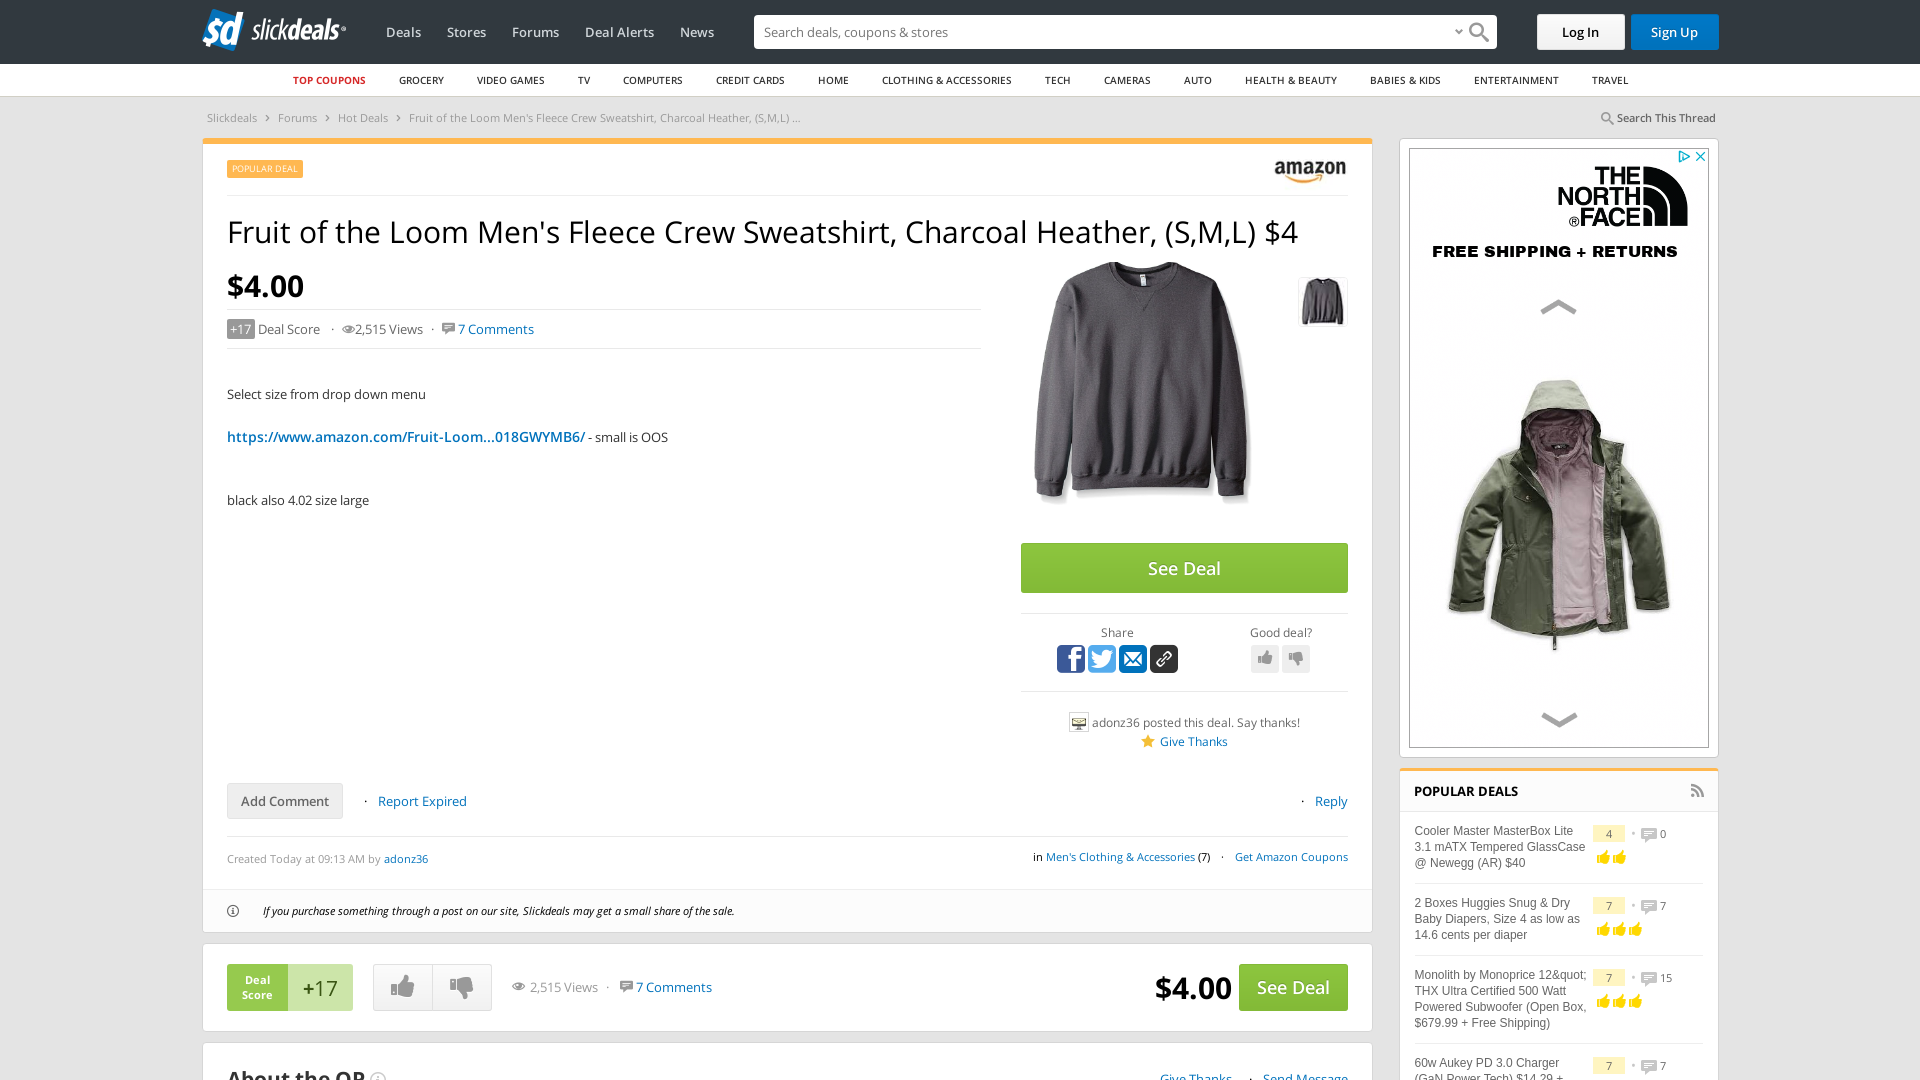 slickdeals
Deals
Stores
Forums
Deal Alerts
News
Search deals, coupons & stores
Log In
Sign Up
TOP COUPONS
GROCERY
VIDEO GAMES
TV
COMPUTERS
CREDIT CARDS
HOME
CLOTHING & ACCESSORIES
TECH
CAMERAS
AUTO
HEALTH & BEAUTY
BABIES & KIDS
ENTERTAINMENT
TRAVEL
Slickdeals > Forums > Hot Deals > Fruit of the Loom Men's Fleece Crew Sweatshirt, Charcoal Heather, (S,M,L) ...
Search This Thread
POPULAR DEAL
amazon
Fruit of the Loom Men's Fleece Crew Sweatshirt, Charcoal Heather, (S,M,L) $4
$4.00
+17 Deal Score · 2,515 Views · 7 Comments
Select size from drop down menu
https://www.amazon.com/Fruit-Loom...018GWYMB6/ - small is OOS
black also 4.02 size large
See Deal
Share
Good deal?
adonz36 posted this deal. Say thanks!
Give Thanks
Add Comment · Report Expired
· Reply
Created Today at 09:13 AM by adonz36
in Men's Clothing & Accessories (7) · Get Amazon Coupons
If you purchase something through a post on our site, Slickdeals may get a small share of the sale.
Deal
Score
+17
2,515 Views · 7 Comments
$4.00
See Deal
About the OP
Give Thanks · Send Message
THE
NORTH
®FACE
FREE SHIPPING + RETURNS
POPULAR DEALS
Cooler Master MasterBox Lite
3.1 mATX Tempered GlassCase
@ Newegg (AR) $40
4 • 0
2 Boxes Huggies Snug & Dry
Baby Diapers, Size 4 as low as
14.6 cents per diaper
7 • 7
Monolith by Monoprice 12&quot;
THX Ultra Certified 500 Watt
Powered Subwoofer (Open Box,
$679.99 + Free Shipping)
7 • 15
60w Aukey PD 3.0 Charger
(GaN Power Tech) $14.29 +
7 • 7